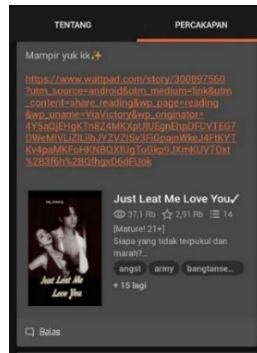 TENTANG
PERCAKAPAN
Mampir yuk kk✨
https://www.wattpad.com/story/300897560
?utm_source=android&utm_medium=link&utm
_content=share_reading&wp_page=reading
&wp_uname=ViaVictory&wp_originator=
Just Leat Me Love You✓
37,1 Rb
2,91 Rb
14
[Mature! 21+]
Siapa yang tidak terpukul dan
marah?...
angst
army
bangtanse...
+ 15 lagi
Just Leat Me
Love You
Balas